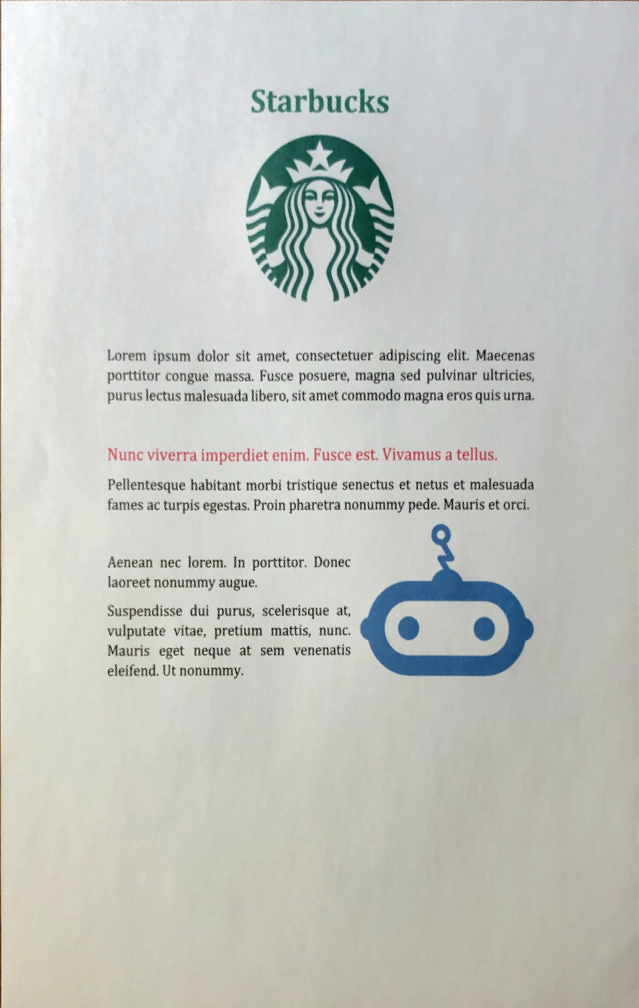 Starbucks
Lorem ipsum dolor sit amet, consectetuer adipiscing elit. Maecenas
porttitor congue massa. Fusce posuere, magna sed pulvinar ultricies,
purus lectus malesuada libero, sit amet commodo magna eros quis urna.
Nunc viverra imperdiet enim. Fusce est. Vivamus a tellus.
Pellentesque habitant morbi tristique senectus et netus et malesuada
fames ac turpis egestas. Proin pharetra nonummy pede. Mauris et orci.
Aenean nec lorem. In porttitor. Donec
laoreet nonummy augue.
Suspendisse dui purus, scelerisque at,
vulputate vitae, pretium mattis, nunc.
Mauris eget neque at sem venenatis
eleifend. Ut nonummy.